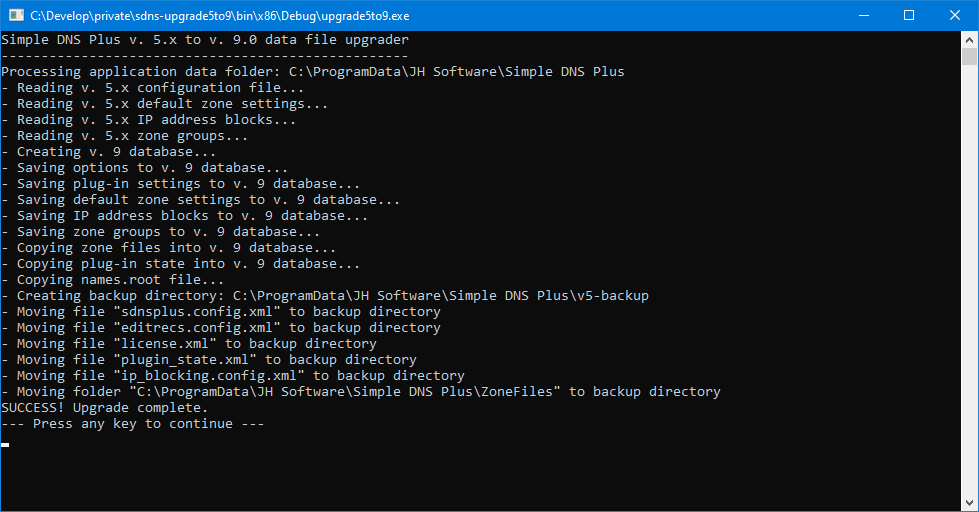 C:\Develop\private\sdns-upgrade5to9\bin\x86\Debug\upgrade5to9.exe
Simple DNS Plus v. 5.x to v. 9.0 data file upgrader
---------------------------------------------------
Processing application data folder: C:\ProgramData\JH Software\Simple DNS Plus
- Reading v. 5.x configuration file...
- Reading v. 5.x default zone settings...
- Reading v. 5.x IP address blocks...
- Reading v. 5.x zone groups...
- Creating v. 9 database...
- Saving options to v. 9 database...
- Saving plug-in settings to v. 9 database...
- Saving default zone settings to v. 9 database...
- Saving IP address blocks to v. 9 database...
- Saving zone groups to v. 9 database...
- Copying zone files into v. 9 database...
- Copying plug-in state into v. 9 database...
- Copying names.root file...
- Creating backup directory: C:\ProgramData\JH Software\Simple DNS Plus\v5-backup
- Moving file "sdnsplus.config.xml" to backup directory
- Moving file "editrecs.config.xml" to backup directory
- Moving file "license.xml" to backup directory
- Moving file "plugin_state.xml" to backup directory
- Moving file "ip_blocking.config.xml" to backup directory
- Moving folder "C:\ProgramData\JH Software\Simple DNS Plus\ZoneFiles" to backup directory
SUCCESS! Upgrade complete.
--- Press any key to continue ---